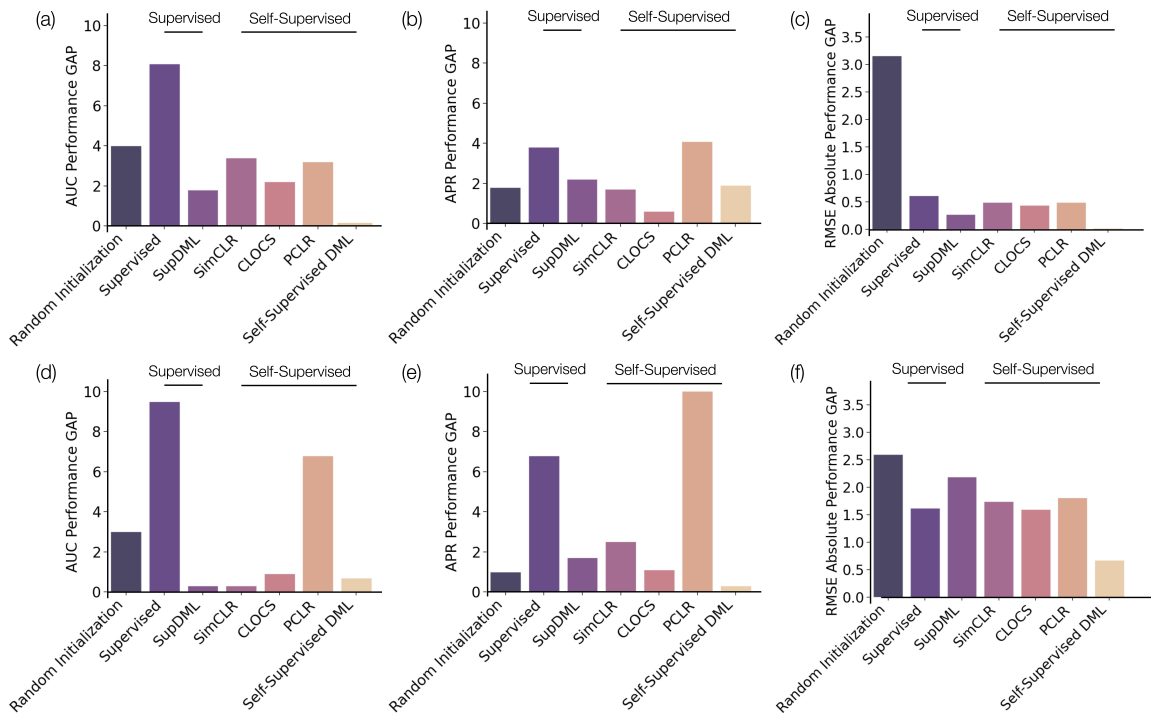 (a)
Supervised
Self-Supervised
AUC Performance GAP
10
8
6
4
2
0
Random Initialization
Supervised
SupDML
SimCLR
CLOCS
PCLR
Self-Supervised DML
(b)
Supervised
Self-Supervised
APR Performance GAP
10
8
6
4
2
0
Random Initialization
Supervised
SupDML
SimCLR
CLOCS
PCLR
Self-Supervised DML
(c)
Supervised
Self-Supervised
RMSE Absolute Performance GAP
3.5
3.0
2.5
2.0
1.5
1.0
0.5
0.0
Random Initialization
Supervised
SupDML
SimCLR
CLOCS
PCLR
Self-Supervised DML
(d)
Supervised
Self-Supervised
AUC Performance GAP
10
8
6
4
2
0
Random Initialization
Supervised
SupDML
SimCLR
CLOCS
PCLR
Self-Supervised DML
(e)
Supervised
Self-Supervised
APR Performance GAP
10
8
6
4
2
0
Random Initialization
Supervised
SupDML
SimCLR
CLOCS
PCLR
Self-Supervised DML
(f)
Supervised
Self-Supervised
RMSE Absolute Performance GAP
3.5
3.0
2.5
2.0
1.5
1.0
0.5
0.0
Random Initialization
Supervised
SupDML
SimCLR
CLOCS
PCLR
Self-Supervised DML